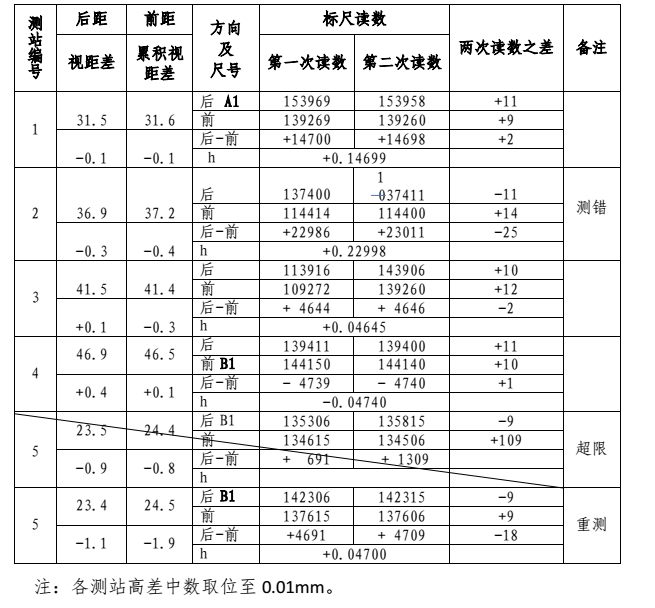 测站编号 后距 前距 方向及尺号 标尺读数 两次读数之差 备注
视距差 累积视距差 第一次读数 第二次读数
1 31.5 31.6 后 A1 153969 153958 +11
前 139269 139260 +9
后-前 +14700 +14698 +2
-0.1 -0.1 h +0.14699
2 36.9 37.2 后 137400 1 037411 -11 测错
前 114414 114400 +14
后-前 +22986 +23011 -25
-0.3 -0.4 h +0.22998
3 41.5 41.4 后 113916 143906 +10
前 109272 139260 +12
后-前 + 4644 + 4646 -2
+0.1 -0.3 h +0.04645
4 46.9 46.5 后 139411 139400 +11
前 B1 144150 144140 +10
后-前 - 4739 - 4740 +1
+0.4 +0.1 h -0.04740
5 23.5 24.4 后 B1 135306 135815 -9 超限
前 134615 134506 +109
后-前 + 691 + 1309
-0.9 -0.8 h
5 23.4 24.5 后 B1 142306 142315 -9 重测
前 137615 137606 +9
后-前 +4691 + 4709 -18
-1.1 -1.9 h +0.04700
注：各测站高差中数取位至 0.01mm。